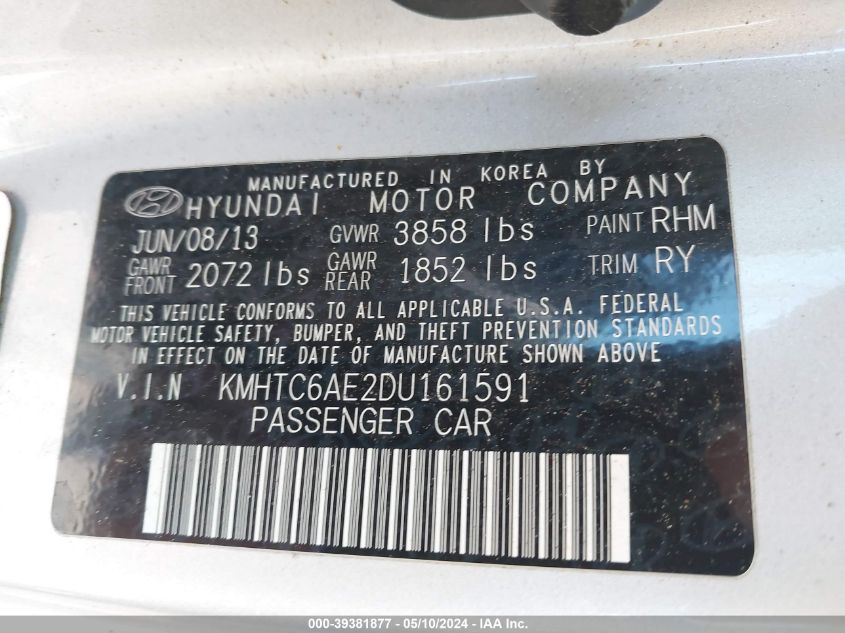 MANUFACTURED IN KOREA BY
HYUNDAI MOTOR COMPANY
JUN/08/13 GVWR 3858 lbs PAINT RHM
GAWR FRONT 2072 lbs GAWR REAR 1852 lbs TRIM RY
THIS VEHICLE CONFORMS TO ALL APPLICABLE U.S.A. FEDERAL
MOTOR VEHICLE SAFETY, BUMPER, AND THEFT PREVENTION STANDARDS
IN EFFECT ON THE DATE OF MANUFACTURE SHOWN ABOVE
V.I.N KMHTC6AE2DU161591
PASSENGER CAR
000-39381877 - 05/10/2024 - IAA Inc.